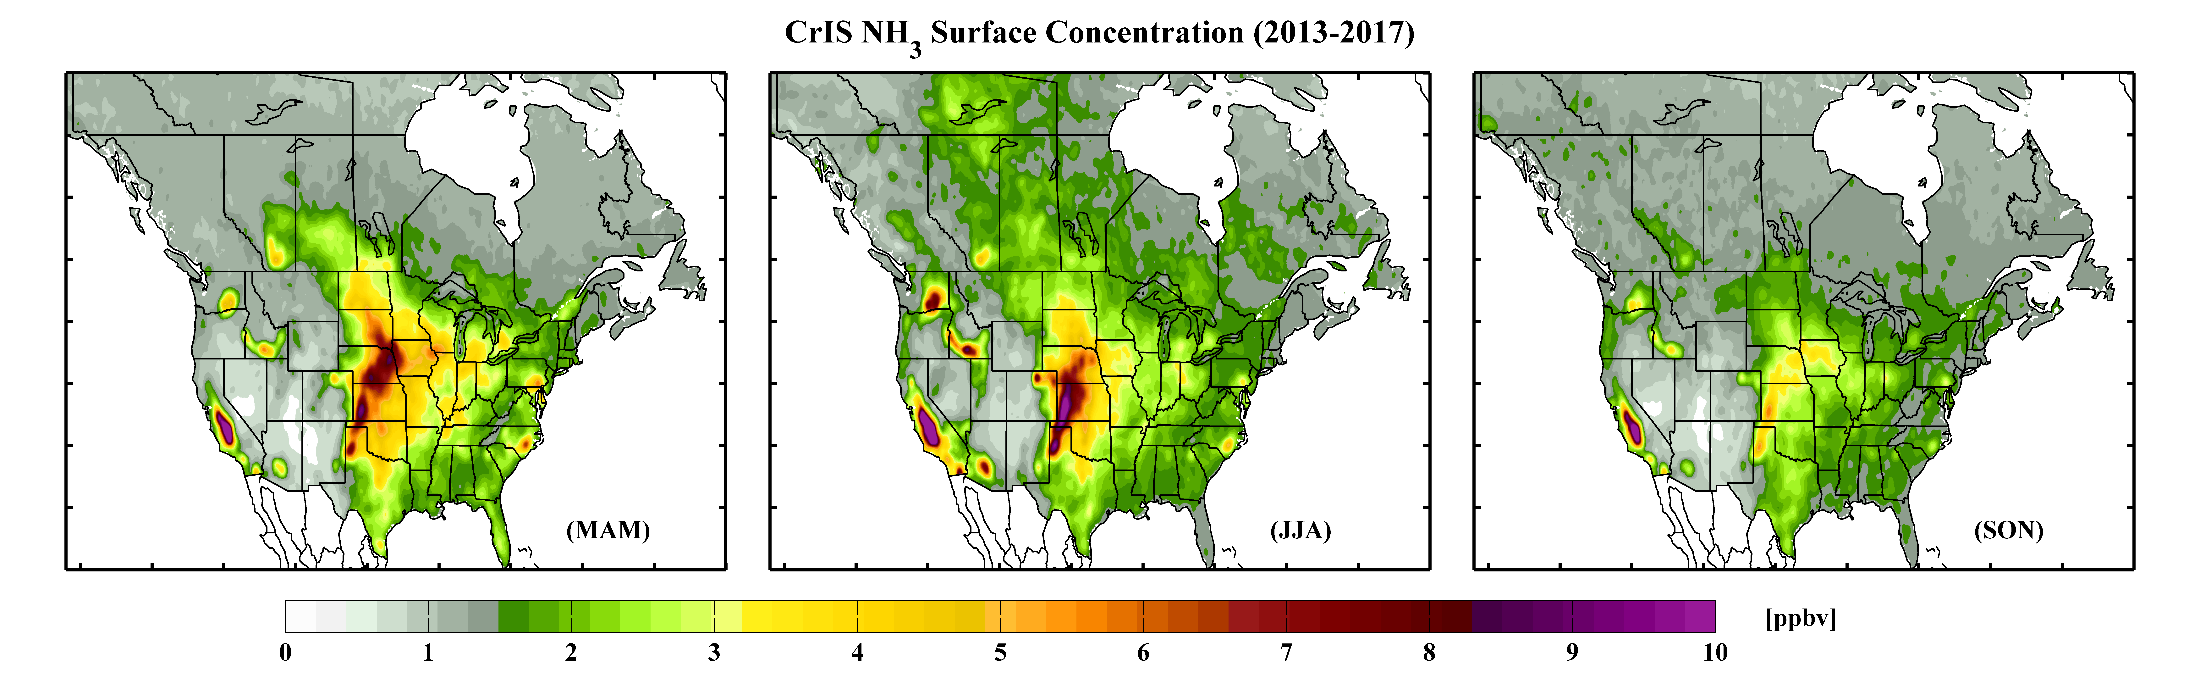 CrIS NH3 Surface Concentration (2013-2017)
(MAM)
(JJA)
(SON)
0 1 2 3 4 5 6 7 8 9 10
[ppbv]